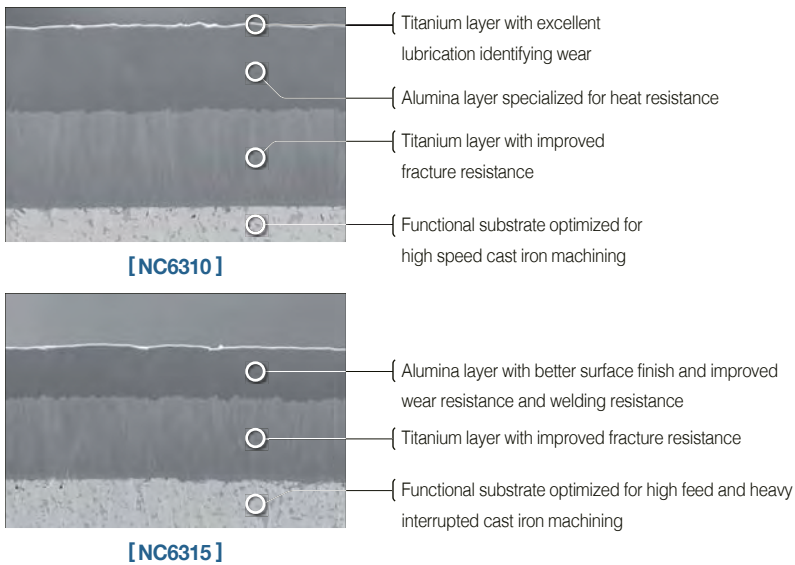 Titanium layer with excellent
lubrication identifying wear
Alumina layer specialized for heat resistance
Titanium layer with improved
fracture resistance
Functional substrate optimized for
high speed cast iron machining
[ NC6310 ]
Alumina layer with better surface finish and improved
wear resistance and welding resistance
Titanium layer with improved fracture resistance
Functional substrate optimized for high feed and heavy
interrupted cast iron machining
[ NC6315 ]